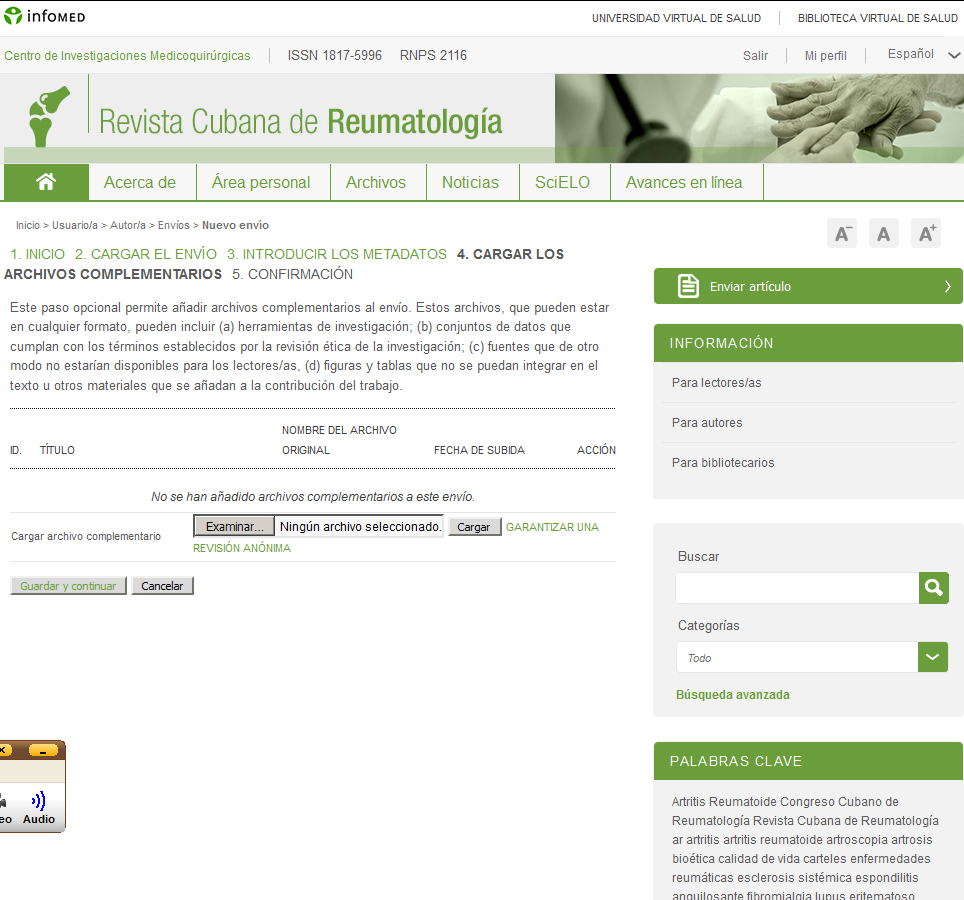 infOMED
UNIVERSIDAD VIRTUAL DE SALUD
BIBLIOTECA VIRTUAL DE SALUD
Centro de Investigaciones Medicoquirúrgicas
ISSN 1817-5996 RNPS 2116
Salir
Mi perfil
Español
Revista Cubana de Reumatología
Acerca de
Área personal
Archivos
Noticias
SciELO
Avances en línea
Inicio > Usuario/a > Autor/a > Envíos > Nuevo envío
A- A A+
1. INICIO 2. CARGAR EL ENVÍO 3. INTRODUCIR LOS METADATOS 4. CARGAR LOS
ARCHIVOS COMPLEMENTARIOS 5. CONFIRMACIÓN
Este paso opcional permite añadir archivos complementarios al envío. Estos archivos, que pueden estar
en cualquier formato, pueden incluir (a) herramientas de investigación; (b) conjuntos de datos que
cumplan con los términos establecidos por la revisión ética de la investigación; (c) fuentes que de otro
modo no estarían disponibles para los lectores/as, (d) figuras y tablas que no se puedan integrar en el
texto u otros materiales que se añadan a la contribución del trabajo.
NOMBRE DEL ARCHIVO
ID. TÍTULO ORIGINAL FECHA DE SUBIDA ACCIÓN
No se han añadido archivos complementarios a este envío.
Cargar archivo complementario
Examinar... Ningún archivo seleccionado. Cargar GARANTIZAR UNA
REVISIÓN ANÓNIMA
Guardar y continuar Cancelar
eo Audio
Enviar artículo
INFORMACIÓN
Para lectores/as
Para autores
Para bibliotecarios
Buscar
Categorías
Todo
Búsqueda avanzada
PALABRAS CLAVE
Artritis Reumatoide Congreso Cubano de
Reumatología Revista Cubana de Reumatología
ar artritis artritis reumatoide artroscopia artrosis
bioética calidad de vida carteles enfermedades
reumáticas esclerosis sistémica espondilitis
anquilosante fibromialgia lupus eritematoso